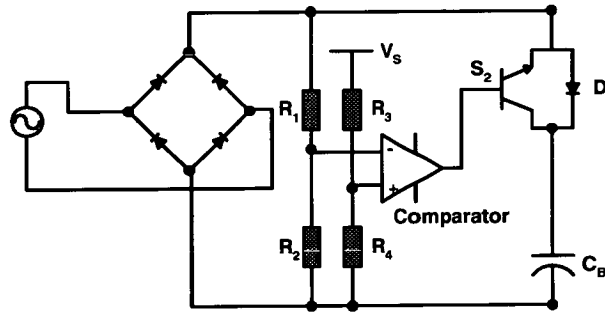 V_S
S_2
D
R_1
R_3
-
+
Comparator
R_2
R_4
C_B